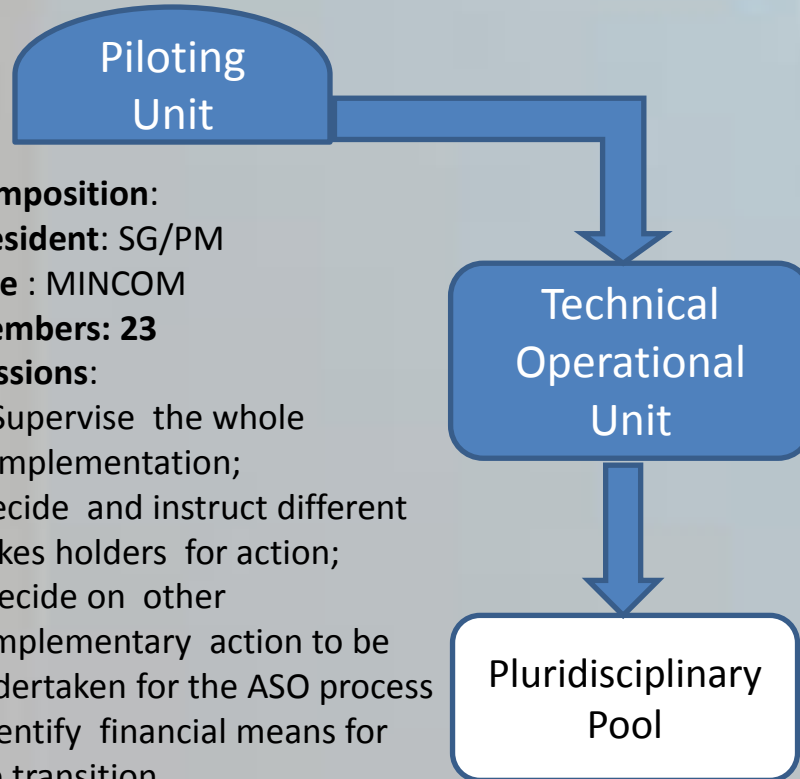 Piloting
Unit
mposition:
esident: SG/PM
e : MINCOM
embers: 23
ssions:
Supervise the whole
implementation;
ecide and instruct different
kes holders for action;
ecide on other
mplementary action to be
dertaken for the ASO process
entify financial means for
transition
Technical
Operational
Unit
Pluridisciplinary
Pool